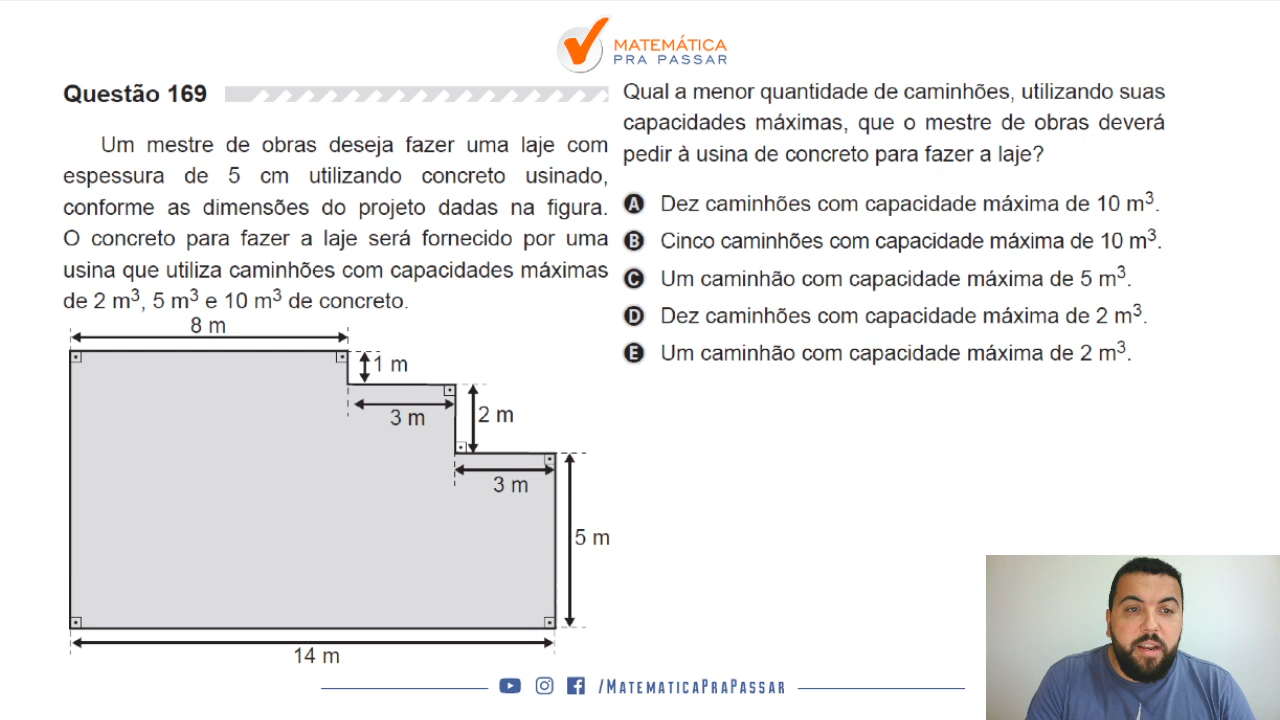 MATEMÁTICA
PRA PASSAR
Questão 169
Um mestre de obras deseja fazer uma laje com
espessura de 5 cm utilizando concreto usinado,
conforme as dimensões do projeto dadas na figura.
O concreto para fazer a laje será fornecido por uma
usina que utiliza caminhões com capacidades máximas
de 2 m³, 5 m³ e 10 m³ de concreto.
8 m
1 m
3 m
2 m
3 m
5 m
14 m
Qual a menor quantidade de caminhões, utilizando suas
capacidades máximas, que o mestre de obras deverá
pedir à usina de concreto para fazer a laje?
A Dez caminhões com capacidade máxima de 10 m³.
B Cinco caminhões com capacidade máxima de 10 m³.
C Um caminhão com capacidade máxima de 5 m³.
D Dez caminhões com capacidade máxima de 2 m³.
E Um caminhão com capacidade máxima de 2 m³.
/MATEMATICAPRAPASSAR